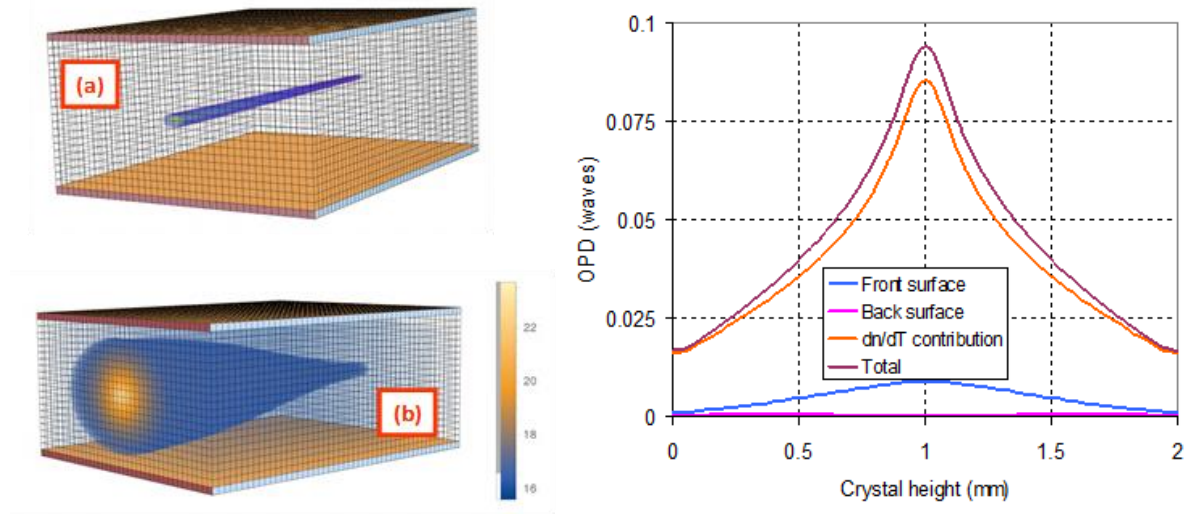 (a)
(b)
22
20
18
16
OPD (waves)
0.1
0.075
0.05
0.025
0
Front surface
Back surface
dn/dT contribution
Total
0 0.5 1 1.5 2
Crystal height (mm)